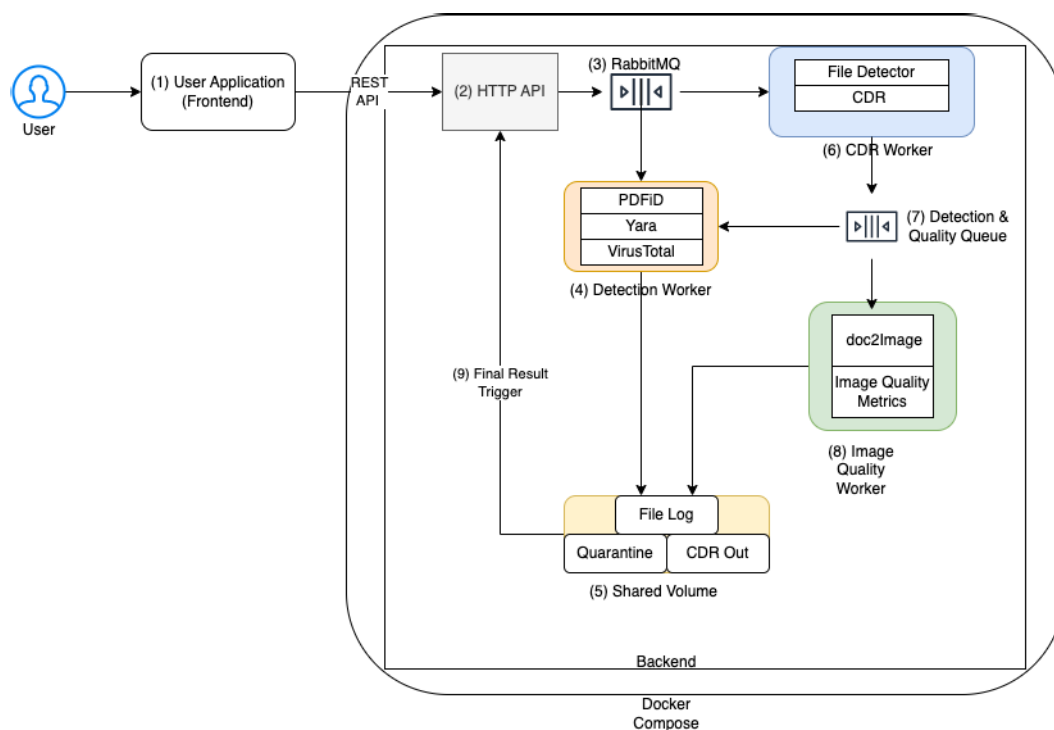 User
(1) User Application
(Frontend)
REST
API
(2) HTTP API
(3) RabbitMQ
File Detector
CDR
(6) CDR Worker
PDFiD
Yara
VirusTotal
(4) Detection Worker
(7) Detection &
Quality Queue
doc2Image
Image Quality
Metrics
(8) Image
Quality
Worker
(9) Final Result
Trigger
File Log
Quarantine
CDR Out
(5) Shared Volume
Backend
Docker
Compose